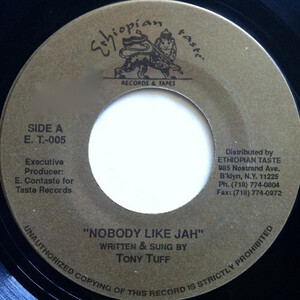 Ethiopian taste
RECORDS & TAPES
SIDE A
E. T.-005
Executive
Producer:
E. Contaste for
Taste Records
Distributed by
ETHIOPIAN TASTE
985 Nostrand Ave.
B'klyn, N.Y. 11225
Ph: (718) 774-0804
Fax: (718) 774-0972
"NOBODY LIKE JAH"
WRITTEN & SUNG BY
TONY TUFF
UNAUTHORIZED COPYING OF THIS RECORD IS STRICTLY PROHIBITED